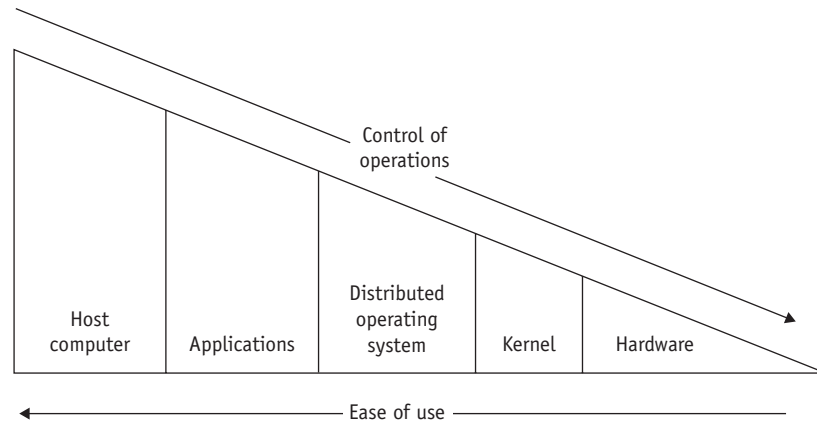 Control of
operations
Host
computer
Applications
Distributed
operating
system
Kernel
Hardware
Ease of use